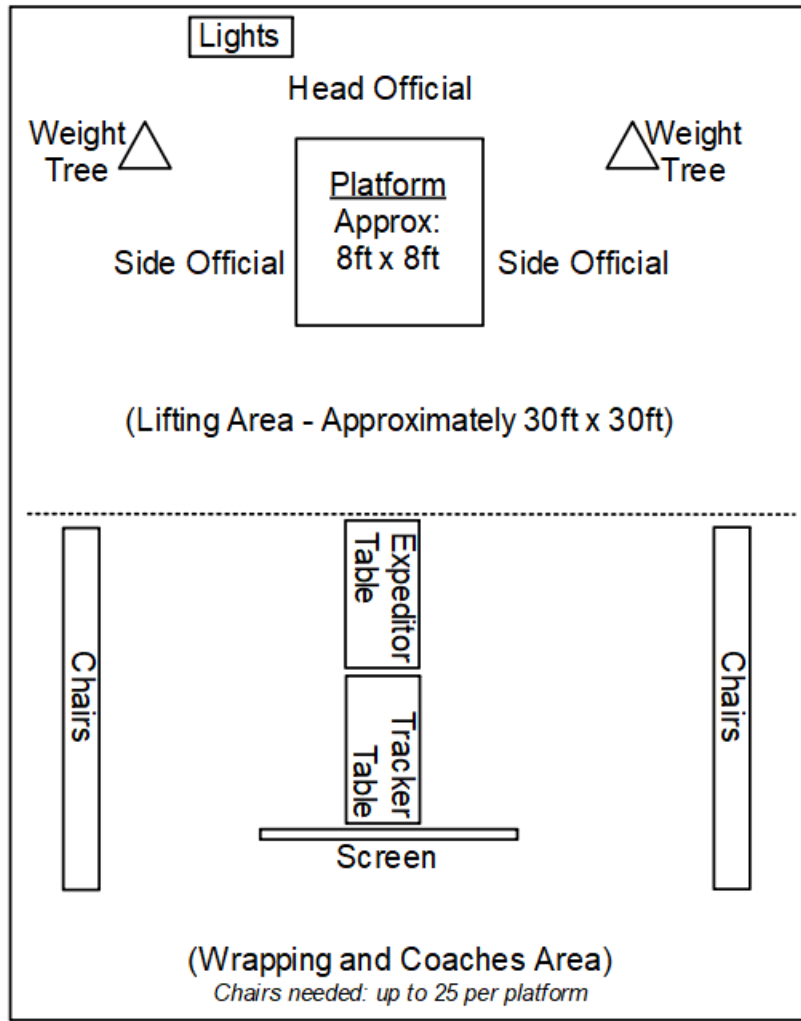 Lights
Head Official
Weight
Tree
Weight
Tree
Platform
Approx:
8ft x 8ft
Side Official
Side Official
(Lifting Area - Approximately 30ft x 30ft)
Expeditor
Table
Chairs
Chairs
Tracker
Table
Screen
(Wrapping and Coaches Area)
Chairs needed: up to 25 per platform